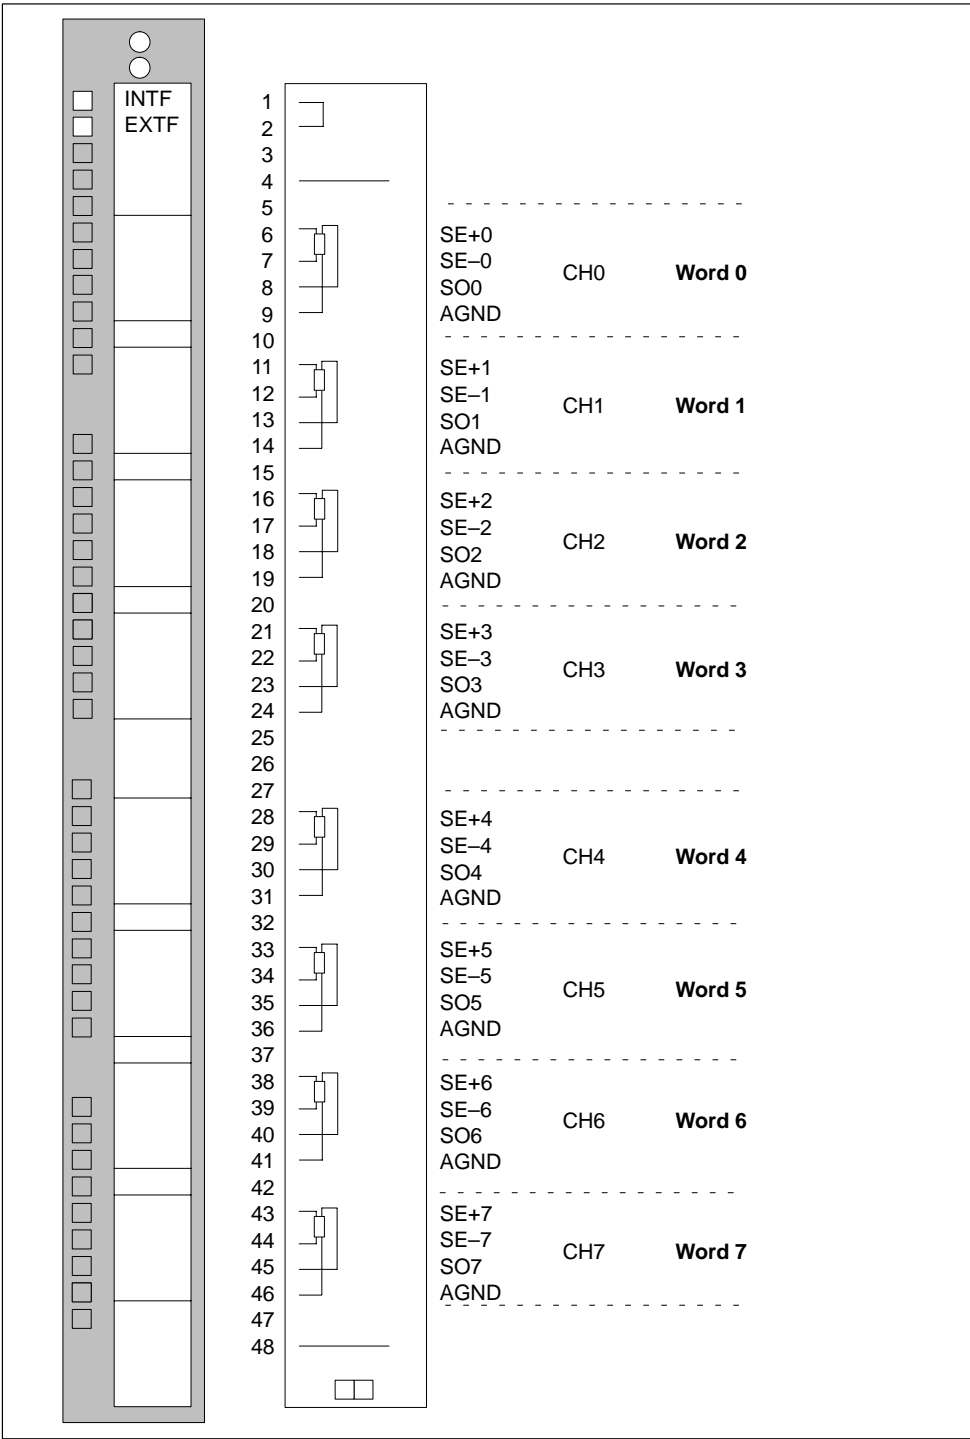 INTF
EXTF
1
2
3
4
5
6 SE+0
7 SE–0 CH0 Word 0
8 SO0
9 AGND
10
11 SE+1
12 SE–1 CH1 Word 1
13 SO1
14 AGND
15
16 SE+2
17 SE–2 CH2 Word 2
18 SO2
19 AGND
20
21 SE+3
22 SE–3 CH3 Word 3
23 SO3
24 AGND
25
26
27
28 SE+4
29 SE–4 CH4 Word 4
30 SO4
31 AGND
32
33 SE+5
34 SE–5 CH5 Word 5
35 SO5
36 AGND
37
38 SE+6
39 SE–6 CH6 Word 6
40 SO6
41 AGND
42
43 SE+7
44 SE–7 CH7 Word 7
45 SO7
46 AGND
47
48